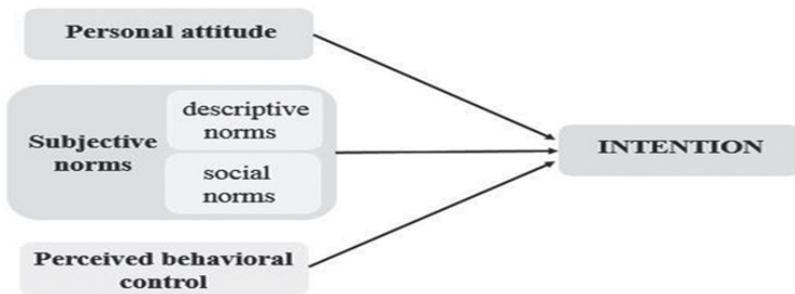 Personal attitude
Subjective
norms
descriptive
norms
social
norms
INTENTION
Perceived behavioral
control